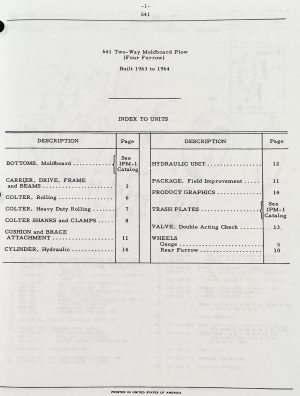 -1-
641
641 Two-Way Moldboard Plow
(Four Furrow)
Built 1963 to 1964
INDEX TO UNITS
DESCRIPTION Page
BOTTOMS, Moldboard ............ See IPM-1 Catalog
CARRIER, DRIVE, FRAME
and BEAMS ..................... 3
COLTER, Rolling ................. 6
COLTER, Heavy Duty Rolling ....... 7
COLTER SHANKS and CLAMPS ..... 8
CUSHION and BRACE
ATTACHMENT .................... 11
CYLINDER, Hydraulic ............. 14
DESCRIPTION Page
HYDRAULIC UNIT ................. 12
PACKAGE, Field Improvement ...... 11
PRODUCT GRAPHICS .............. 14
TRASH PLATES ................... See IPM-1 Catalog
VALVE, Double Acting Check ....... 13
WHEELS
Gauge ......................... 5
Rear Furrow .................... 10
PRINTED IN UNITED STATES OF AMERICA